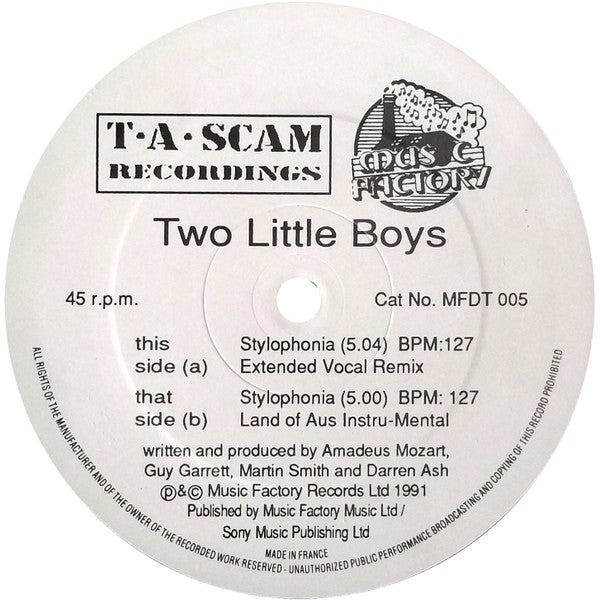 T·A·SCAM
RECORDINGS
MUSIC
FACTORY
Two Little Boys
45 r.p.m.
Cat No. MFDT 005
this Stylophonia (5.04) BPM:127
side (a) Extended Vocal Remix
that Stylophonia (5.00) BPM: 127
side (b) Land of Aus Instru-Mental
written and produced by Amadeus Mozart,
Guy Garrett, Martin Smith and Darren Ash
℗&© Music Factory Records Ltd 1991
Published by Music Factory Music Ltd /
Sony Music Publishing Ltd
MADE IN FRANCE
ALL RIGHTS OF THE MANUFACTURER AND OF THE OWNER OF THE RECORDED WORK RESERVED - UNAUTHORIZED PUBLIC PERFORMANCE BROADCASTING AND COPYING OF THIS RECORD PROHIBITED